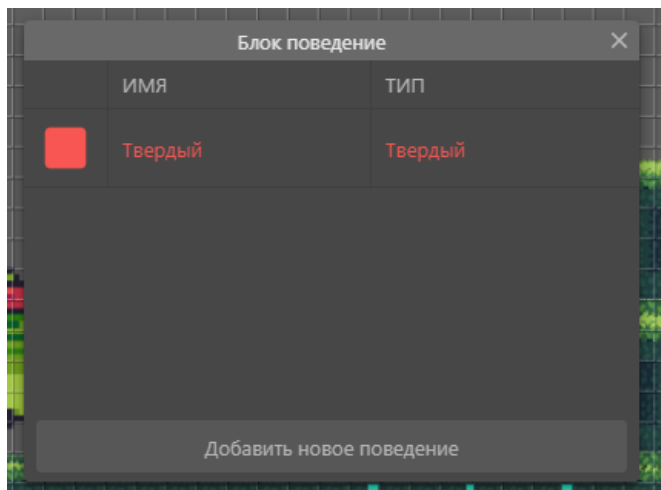 Блок поведение
ИМЯ ТИП
Твердый Твердый
Добавить новое поведение